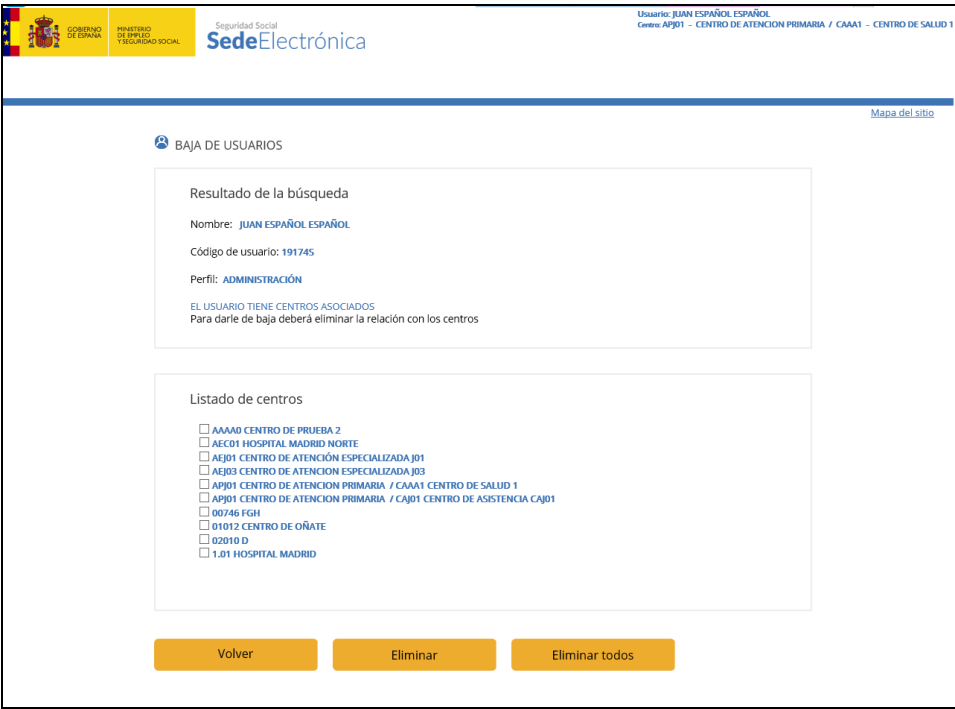 GOBIERNO
DE ESPAÑA
MINISTERIO
DE EMPLEO
Y SEGURIDAD SOCIAL
Seguridad Social
SedeElectrónica
Usuario: JUAN ESPAÑOL ESPAÑOL
Centro: APJ01 - CENTRO DE ATENCION PRIMARIA / CAAA1 - CENTRO DE SALUD 1
Mapa del sitio
BAJA DE USUARIOS
Resultado de la búsqueda
Nombre: JUAN ESPAÑOL ESPAÑOL
Código de usuario: 191745
Perfil: ADMINISTRACIÓN
EL USUARIO TIENE CENTROS ASOCIADOS
Para darle de baja deberá eliminar la relación con los centros
Listado de centros
AAAA0 CENTRO DE PRUEBA 2
AEC01 HOSPITAL MADRID NORTE
AEJ01 CENTRO DE ATENCIÓN ESPECIALIZADA J01
AEJ03 CENTRO DE ATENCION ESPECIALIZADA J03
APJ01 CENTRO DE ATENCION PRIMARIA / CAAA1 CENTRO DE SALUD 1
APJ01 CENTRO DE ATENCION PRIMARIA / CAJ01 CENTRO DE ASISTENCIA CAJ01
00746 FGH
01012 CENTRO DE OÑATE
02010 D
1.01 HOSPITAL MADRID
Volver
Eliminar
Eliminar todos